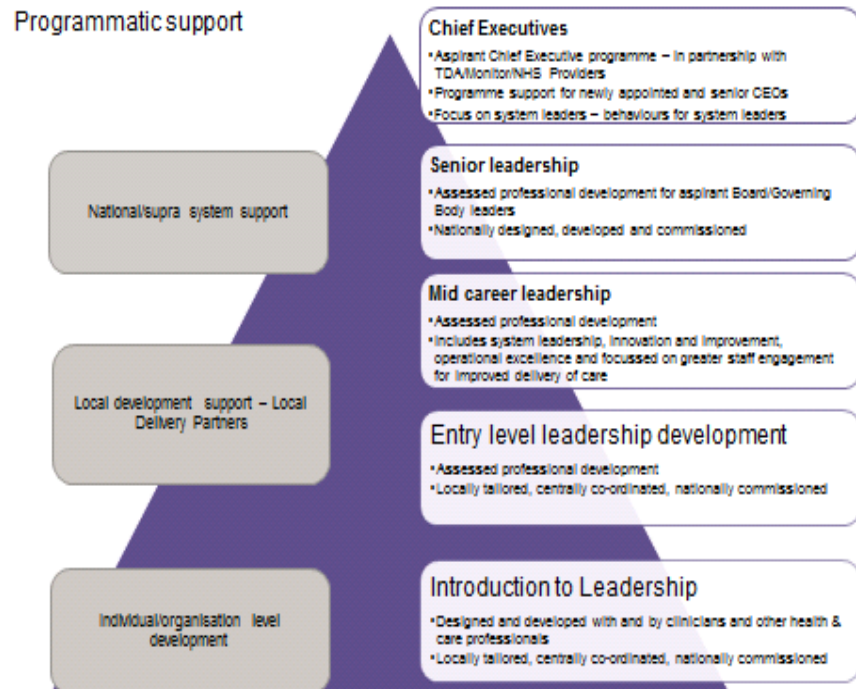 Programmatic support
Chief Executives
•Aspirant Chief Executive programme – in partnership with
TDA/Monitor/NHS Providers
•Programme support for newly appointed and senior CEOs
•Focus on system leaders – behaviours for system leaders
National/supra system support
Senior leadership
•Assessed professional development for aspirant Board/Governing
Body leaders
•Nationally designed, developed and commissioned
Mid career leadership
•Assessed professional development
•Includes system leadership, innovation and improvement,
operational excellence and focussed on greater staff engagement
for improved delivery of care
Local development support – Local
Delivery Partners
Entry level leadership development
•Assessed professional development
•Locally tailored, centrally co-ordinated, nationally commissioned
Individual/organisation level
development
Introduction to Leadership
•Designed and developed with and by clinicians and other health &
care professionals
•Locally tailored, centrally co-ordinated, nationally commissioned